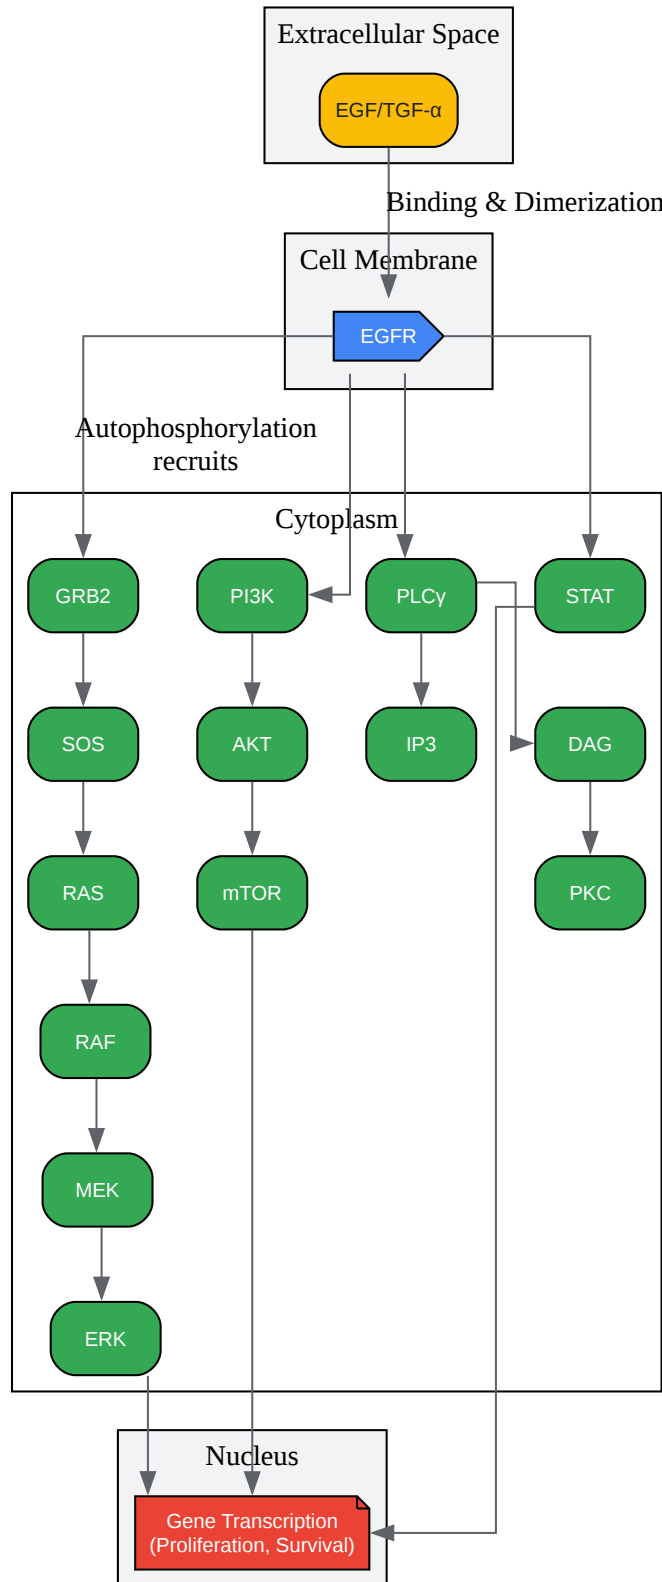 Extracellular Space
EGF/TGF-α
Binding & Dimerization
Cell Membrane
EGFR
Autophosphorylation
recruits
Cytoplasm
GRB2
PI3K
PLCγ
STAT
SOS
AKT
IP3
DAG
RAS
mTOR
PKC
RAF
MEK
ERK
Nucleus
Gene Transcription
(Proliferation, Survival)